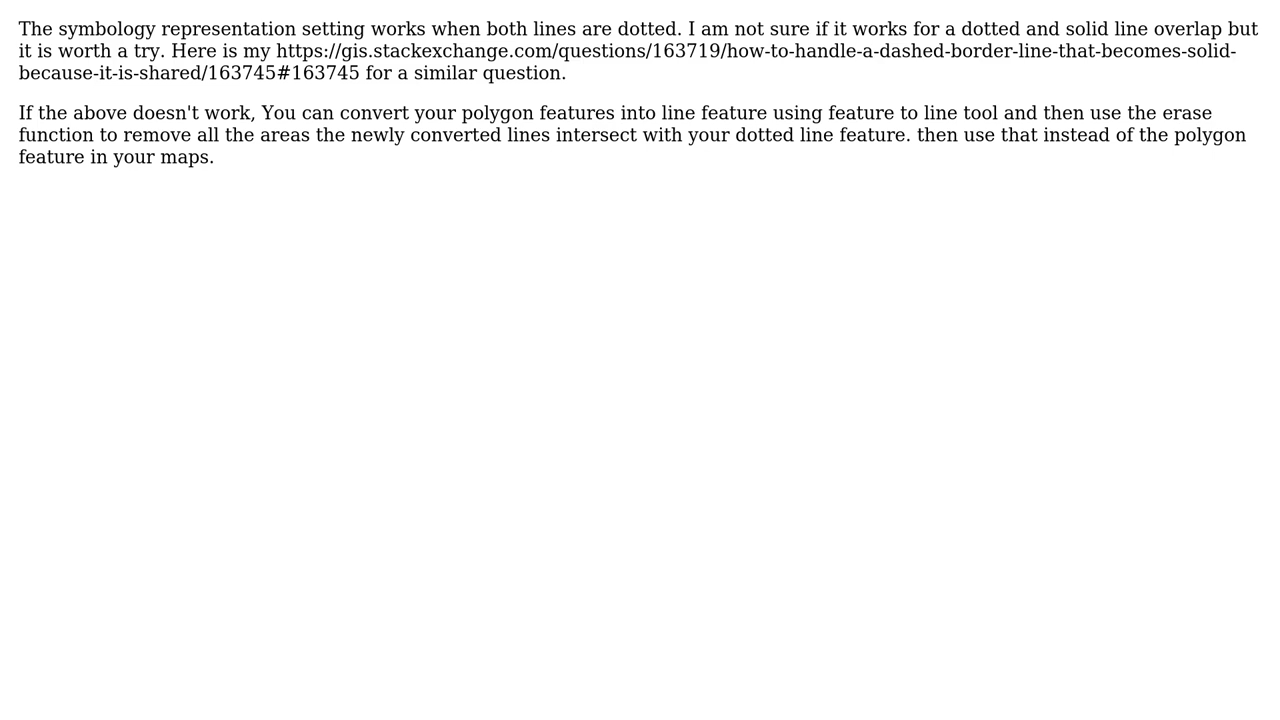 The symbology representation setting works when both lines are dotted. I am not sure if it works for a dotted and solid line overlap but
it is worth a try. Here is my https://gis.stackexchange.com/questions/163719/how-to-handle-a-dashed-border-line-that-becomes-solid-
because-it-is-shared/163745#163745 for a similar question.
If the above doesn't work, You can convert your polygon features into line feature using feature to line tool and then use the erase
function to remove all the areas the newly converted lines intersect with your dotted line feature. then use that instead of the polygon
feature in your maps.